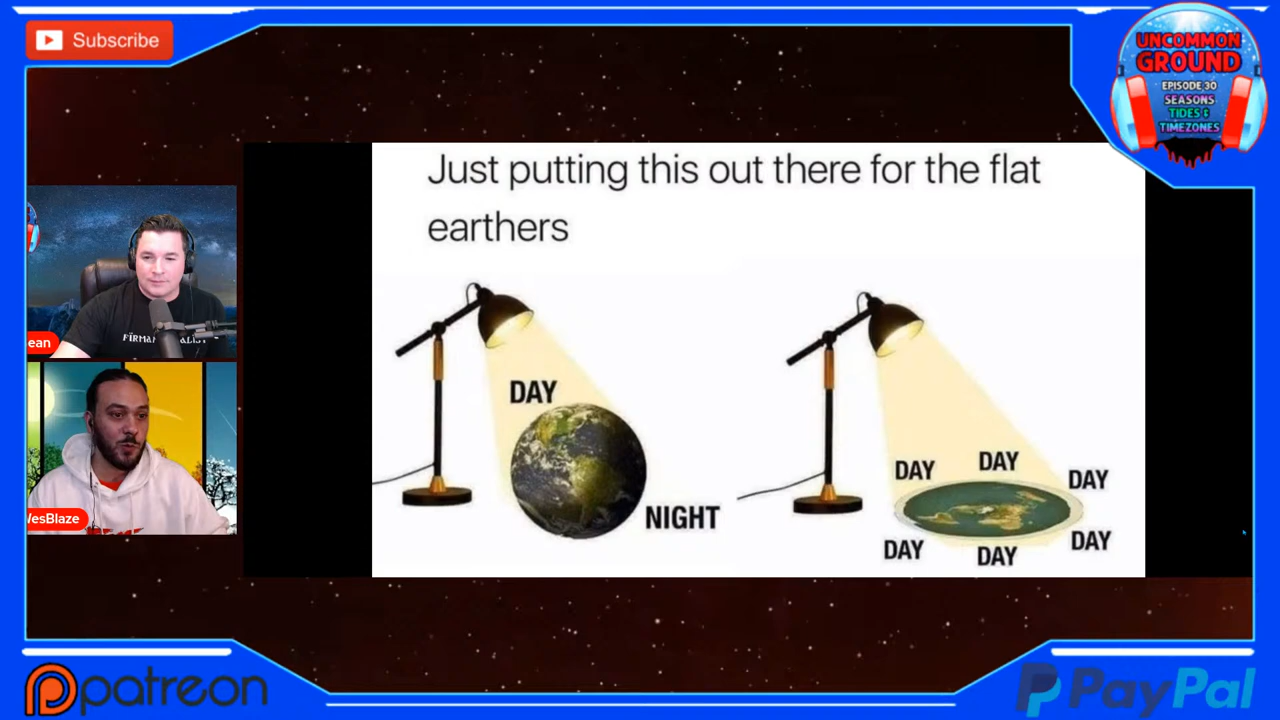 Subscribe
UNCOMMON
GROUND
EPISODE 30
SEASONS
TIDES &
TIMEZONES
Just putting this out there for the flat
earthers
DAY
NIGHT
DAY
DAY
DAY
DAY
DAY
DAY
ean
WesBlaze
patreon
PayPal